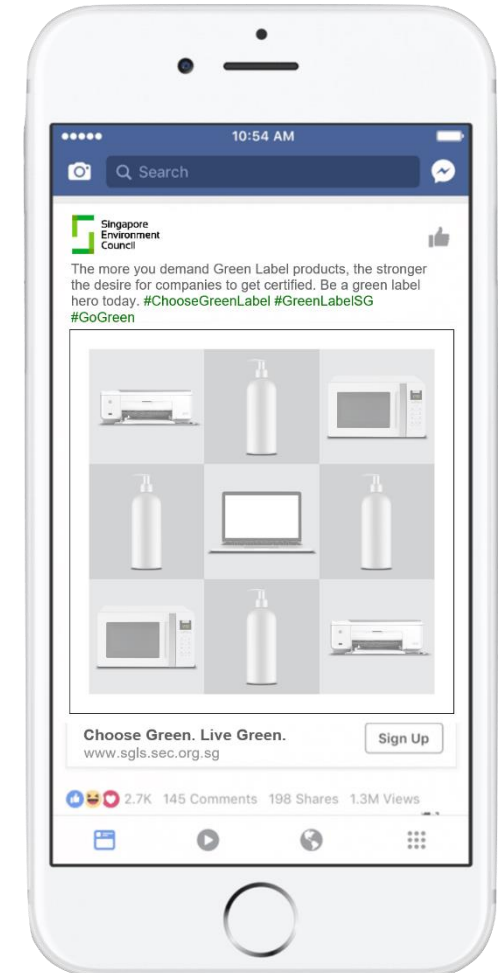 10:54 AM
Search
Singapore
Environment
Council
The more you demand Green Label products, the stronger
the desire for companies to get certified. Be a green label
hero today. #ChooseGreenLabel #GreenLabelSG
#GoGreen
Choose Green. Live Green.
www.sgls.sec.org.sg
Sign Up
2.7K 145 Comments 198 Shares 1.3M Views